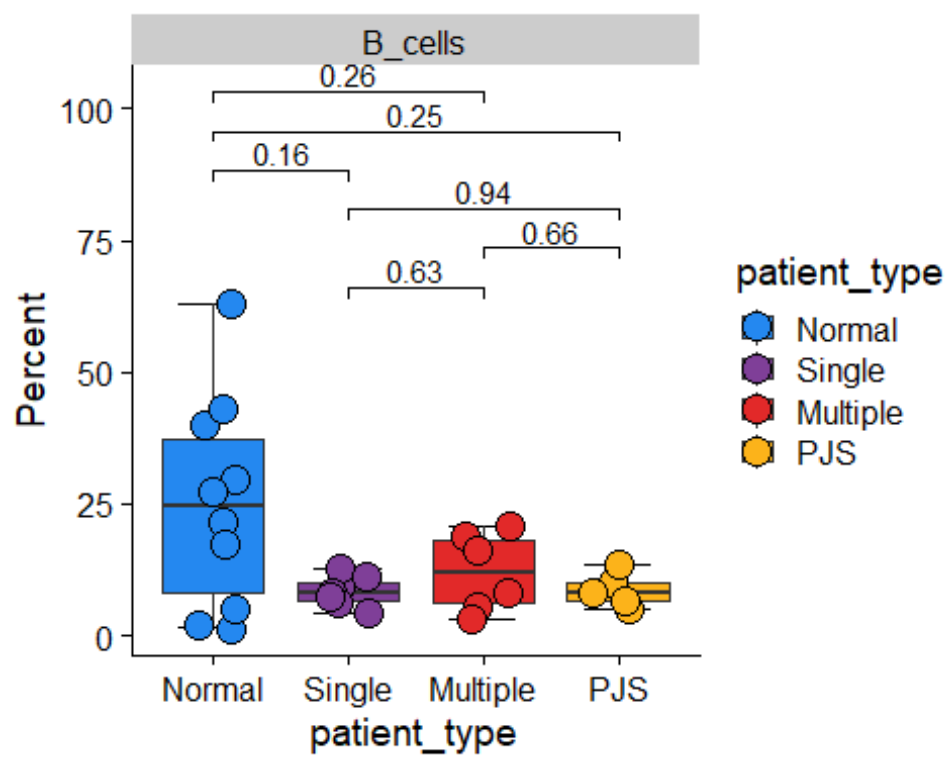 B_cells
0.26
0.25
0.16
0.94
0.66
0.63
100
75
50
25
0
Percent
Normal Single Multiple PJS
patient_type
patient_type
Normal
Single
Multiple
PJS